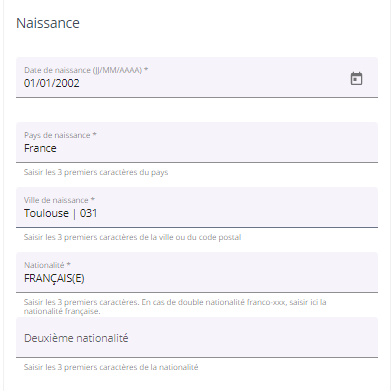 Naissance
Date de naissance (JJ/MM/AAAA) *
01/01/2002
Pays de naissance *
France
Saisir les 3 premiers caractères du pays
Ville de naissance *
Toulouse | 031
Saisir les 3 premiers caractères de la ville ou du code postal
Nationalité *
FRANÇAIS(E)
Saisir les 3 premiers caractères. En cas de double nationalité franco-xxx, saisir ici la
nationalité française.
Deuxième nationalité
Saisir les 3 premiers caractères de la nationalité